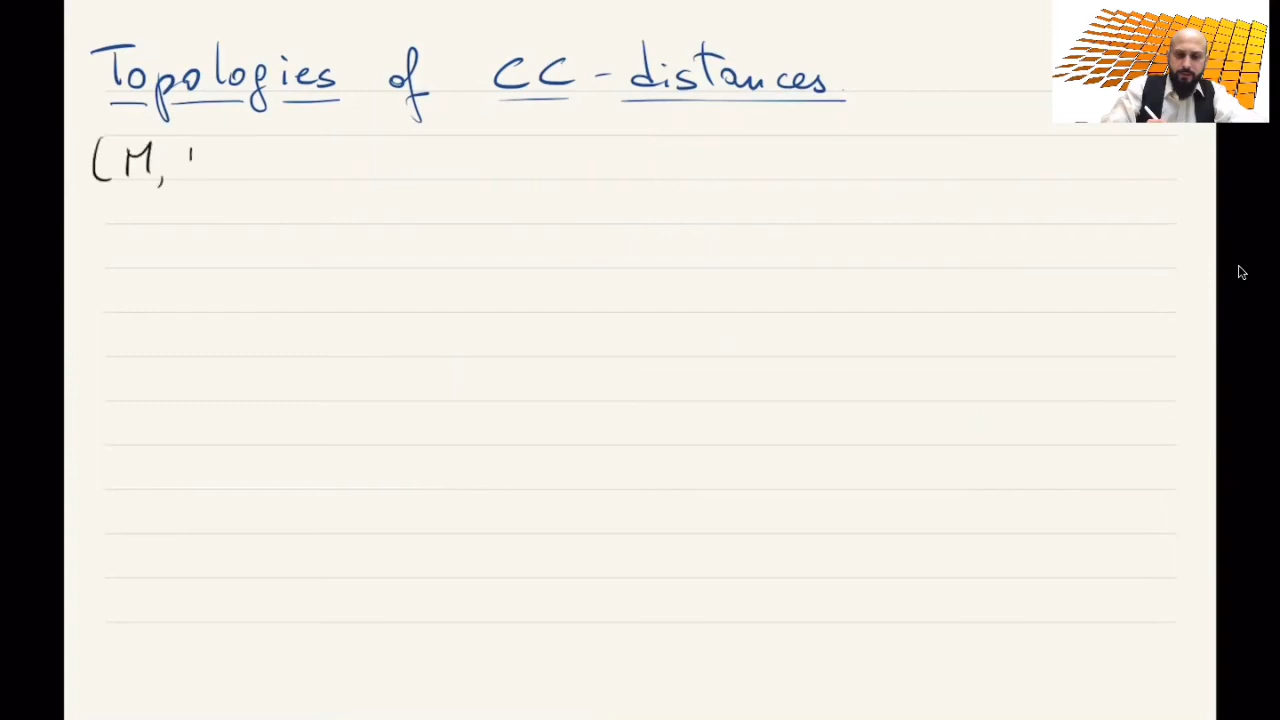 Topologies of CC-distances.
(M, '